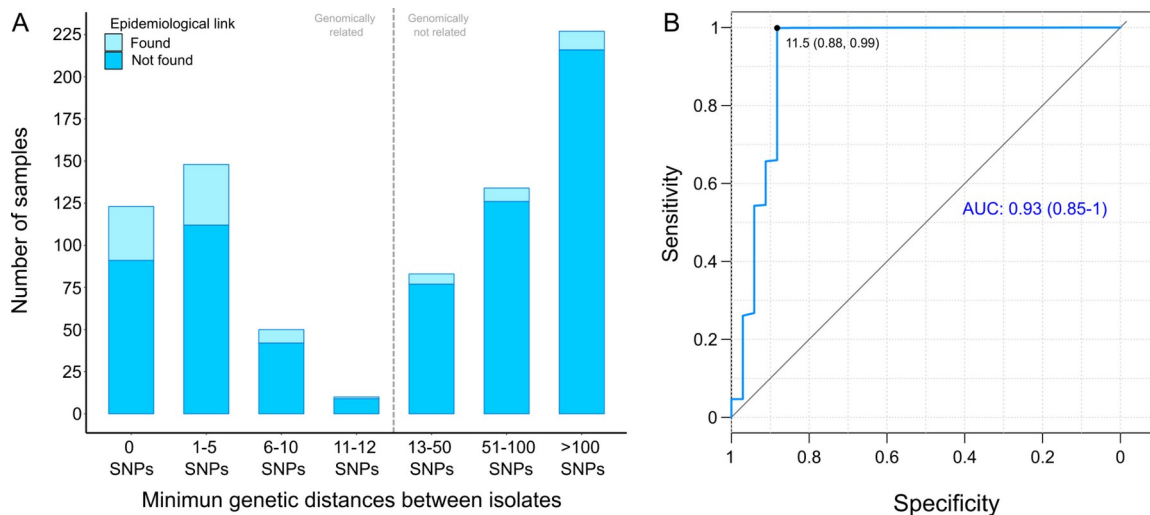 A
Epidemiological link
Found
Not found
Genomically
related
Genomically
not related
Number of samples
225
200
175
150
125
100
75
50
25
0
0
SNPs
1-5
SNPs
6-10
SNPs
11-12
SNPs
13-50
SNPs
51-100
SNPs
>100
SNPs
Minimun genetic distances between isolates
B
Sensitivity
1
0.8
0.6
0.4
0.2
0
11.5 (0.88, 0.99)
AUC: 0.93 (0.85-1)
1
0.8
0.6
0.4
0.2
0
Specificity